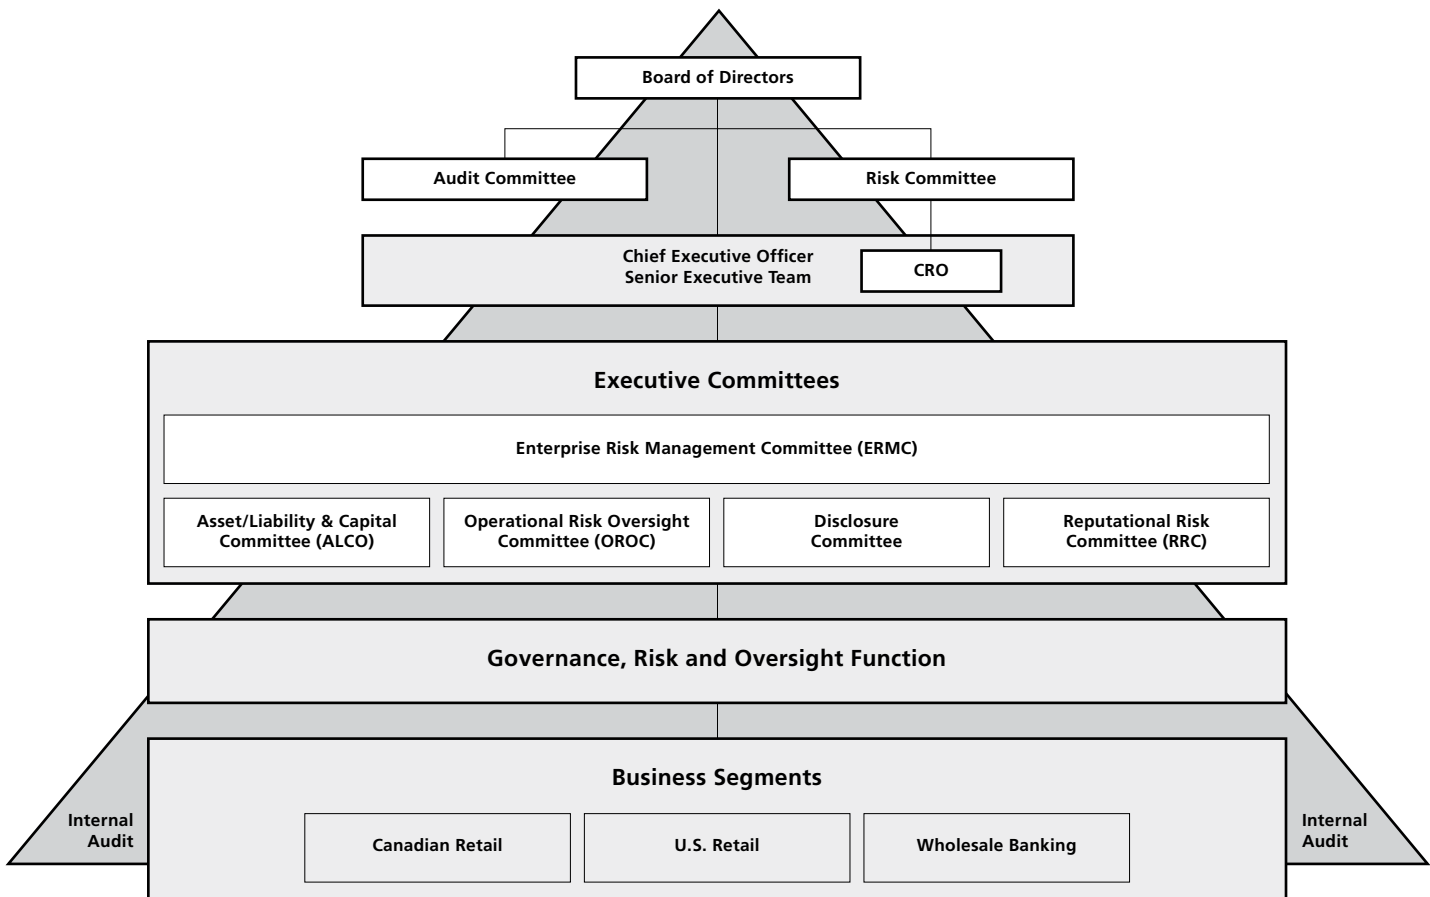 Board of Directors
Audit Committee
Risk Committee
Chief Executive Officer
Senior Executive Team
CRO
Executive Committees
Enterprise Risk Management Committee (ERMC)
Asset/Liability & Capital
Committee (ALCO)
Operational Risk Oversight
Committee (OROC)
Disclosure
Committee
Reputational Risk
Committee (RRC)
Governance, Risk and Oversight Function
Business Segments
Internal
Audit
Canadian Retail
U.S. Retail
Wholesale Banking
Internal
Audit